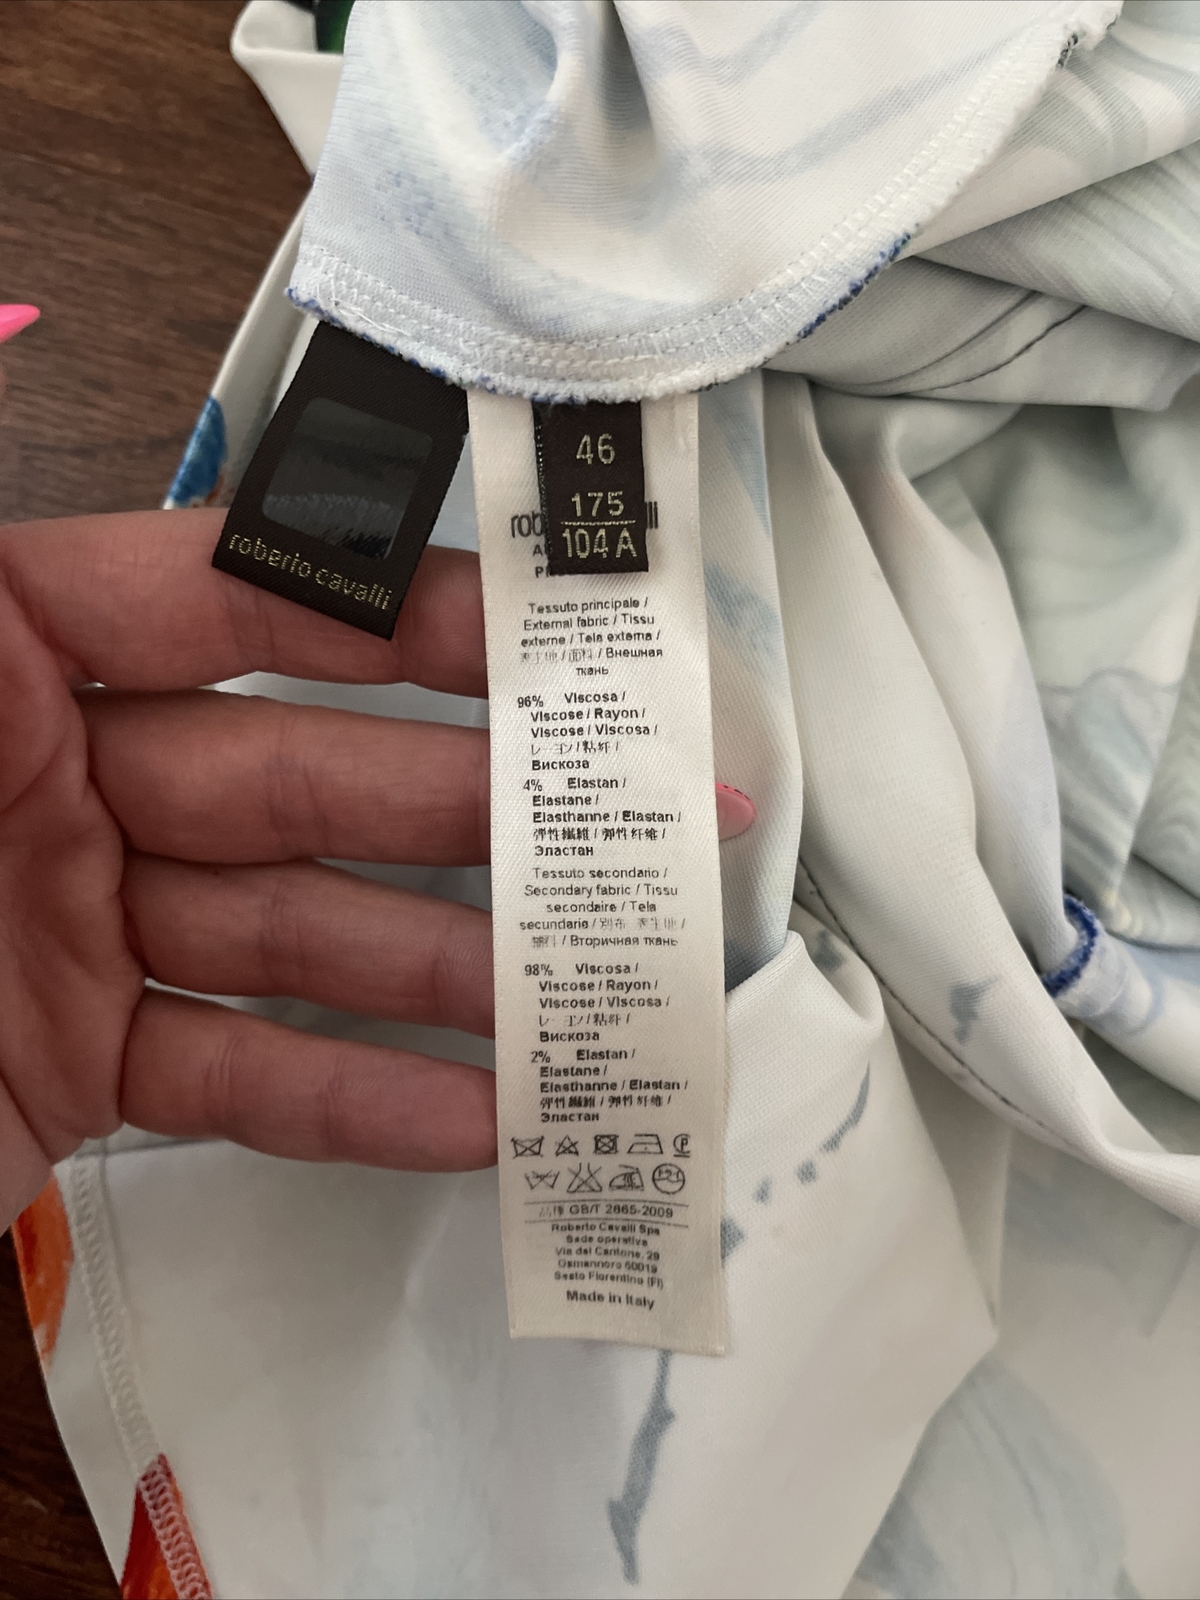 roberto cavalli
46
175
104 A
Tessuto principale /
External fabric / Tissu
externe / Tela externa /
表生地 / 面料 / Внешная
ткань
96% Viscosa /
Viscose / Rayon /
Viscose / Viscosa /
レーヨン / 粘纤 /
Вискоза
4% Elastan /
Elastane /
Elasthanne / Elastan /
弾性繊維 / 弹性纤维 /
Эластан
Tessuto secondario /
Secondary fabric / Tissu
secondaire / Tela
secundaria / 別布 表生地 /
辅料 / Вторичная ткань
98% Viscosa /
Viscose / Rayon /
Viscose / Viscosa /
レーヨン / 粘纤 /
Вискоза
2% Elastan /
Elastane /
Elasthanne / Elastan /
弾性繊維 / 弹性纤维 /
Эластан
P
GB/T 2665-2009
Roberto Cavalli Spa
Sede operativa
Via del Cantone, 29
Osmannoro 50019
Sesto Fiorentino (FI)
Made in Italy